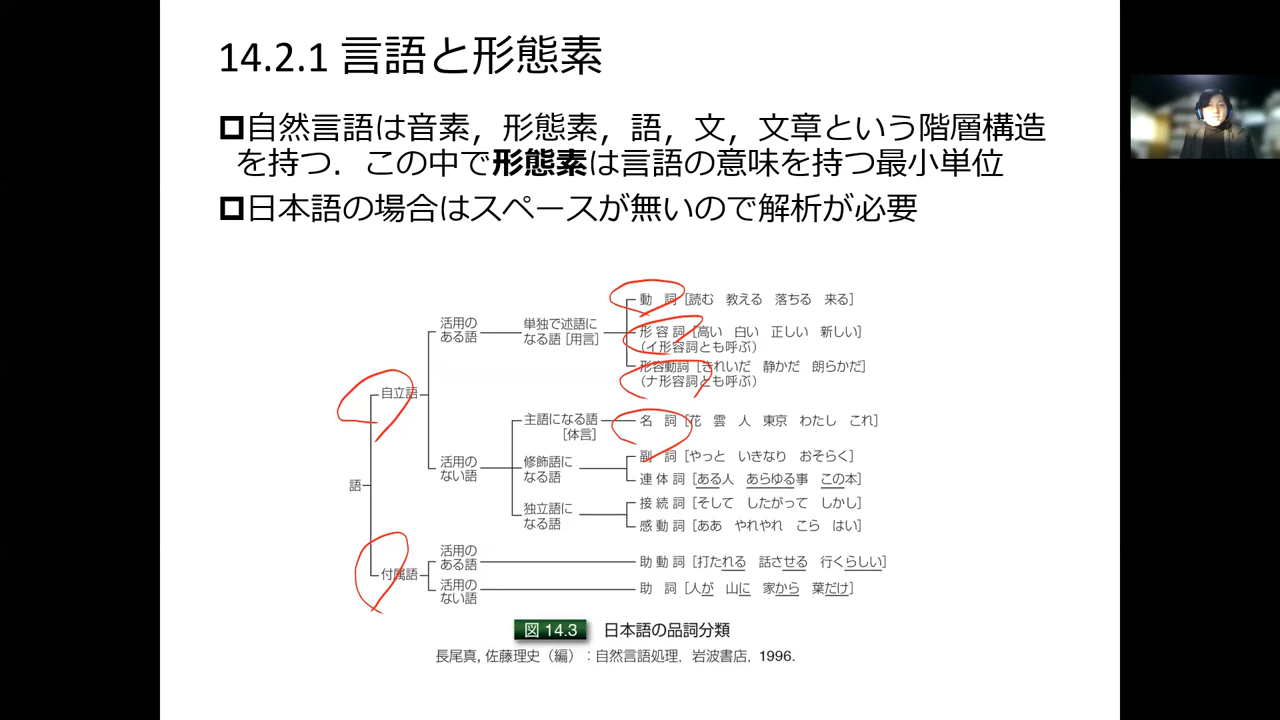 14.2.1 言語と形態素
自然言語は音素，形態素，語，文，文章という階層構造
を持つ．この中で形態素は言語の意味を持つ最小単位
日本語の場合はスペースが無いので解析が必要
語
自立語
活用の
ある語
単独で述語に
なる語 [用言]
動 詞 [読む 教える 落ちる 来る]
形 容 詞 [高い 白い 正しい 新しい]
（イ形容詞とも呼ぶ）
形容動詞 [きれいだ 静かだ 朗らかだ]
（ナ形容詞とも呼ぶ）
活用の
ない語
主語になる語
[体言]
名 詞 [花 雲 人 東京 わたし これ]
修飾語に
なる語
副 詞 [やっと いきなり おそらく]
連 体 詞 [ある人 あらゆる事 この本]
独立語に
なる語
接 続 詞 [そして したがって しかし]
感 動 詞 [ああ やれやれ こら はい]
付属語
活用の
ある語
助 動 詞 [打たれる 話させる 行くらしい]
活用の
ない語
助 詞 [人が 山に 家から 葉だけ]
図 14.3 日本語の品詞分類
長尾真, 佐藤理史（編）：自然言語処理，岩波書店，1996.